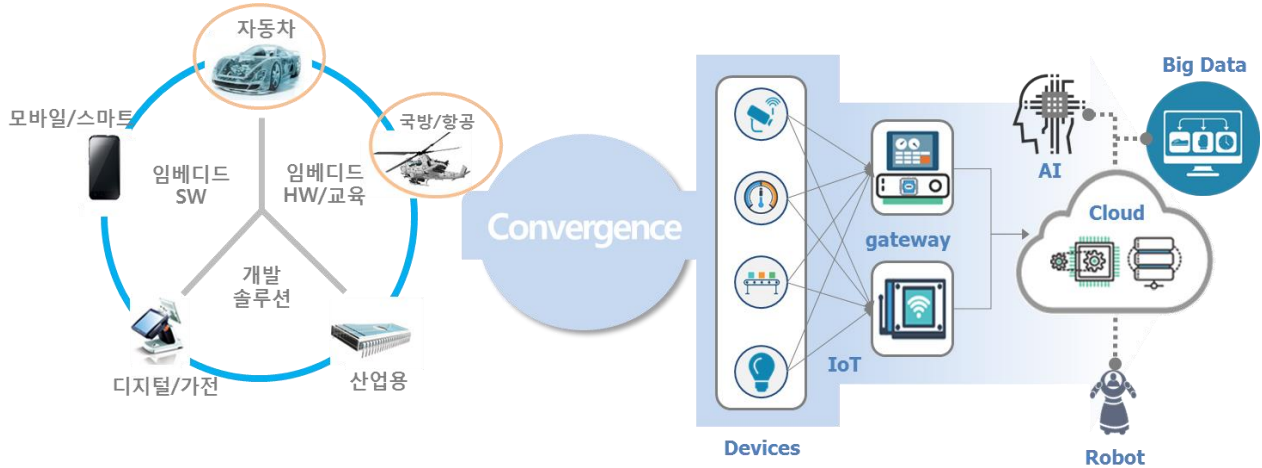 자동차
모바일/스마트
국방/항공
임베디드
SW
임베디드
HW/교육
개발
솔루션
디지털/가전
산업용
Convergence
Devices
gateway
IoT
AI
Big Data
Cloud
Robot